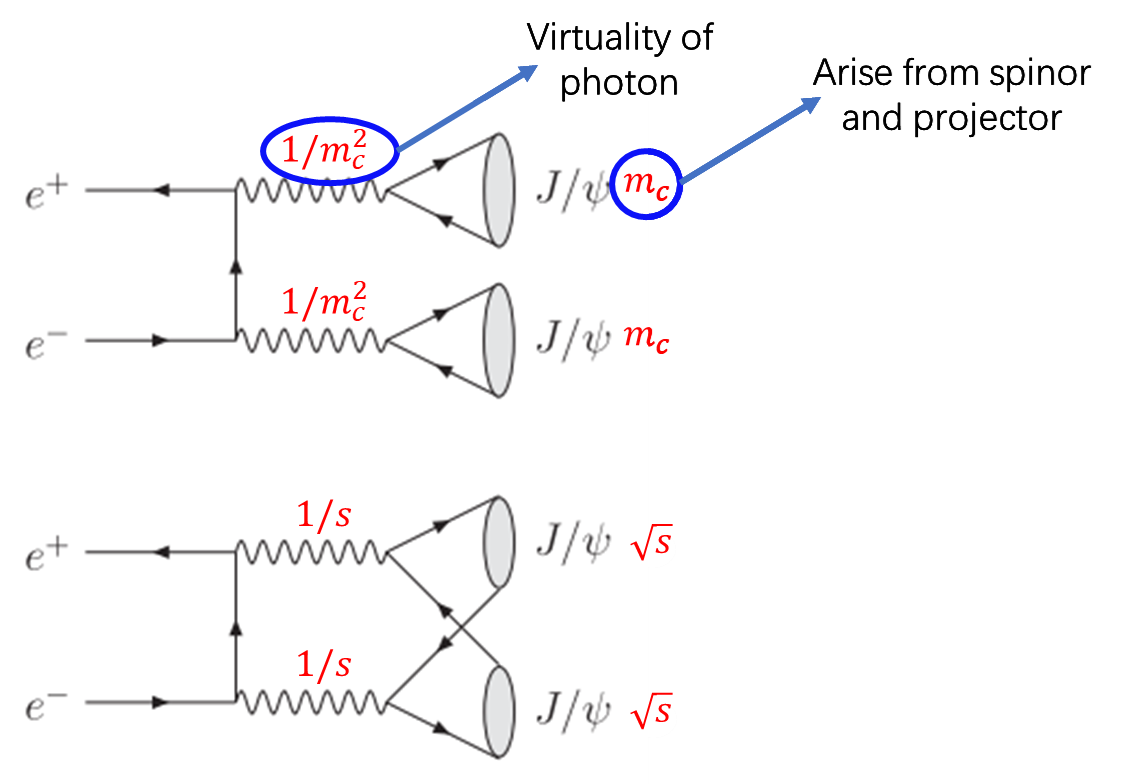 Virtuality of
photon
Arise from spinor
and projector
1/m_c^2
e^+
J/ψ m_c
1/m_c^2
e^−
J/ψ m_c
1/s
e^+
J/ψ √s
1/s
e^−
J/ψ √s